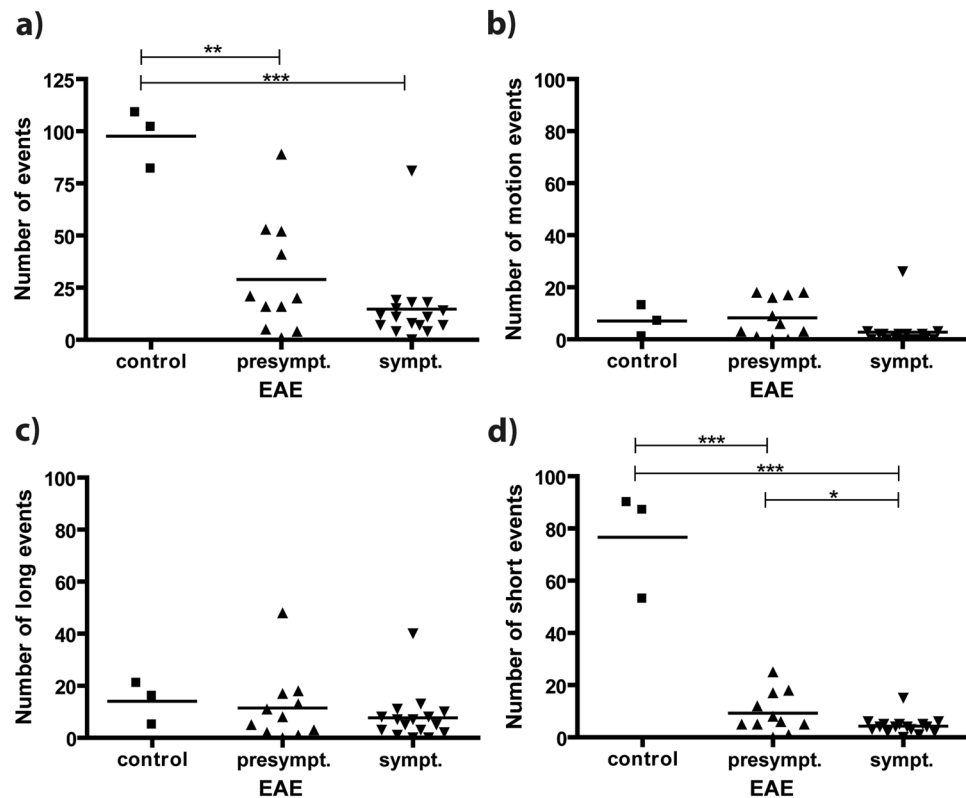 a)
**
***
Number of events
125
100
75
50
25
0
control
presympt.
sympt.
EAE
b)
Number of motion events
100
80
60
40
20
0
control
presympt.
sympt.
EAE
c)
Number of long events
100
80
60
40
20
0
control
presympt.
sympt.
EAE
d)
***
***
*
Number of short events
100
80
60
40
20
0
control
presympt.
sympt.
EAE